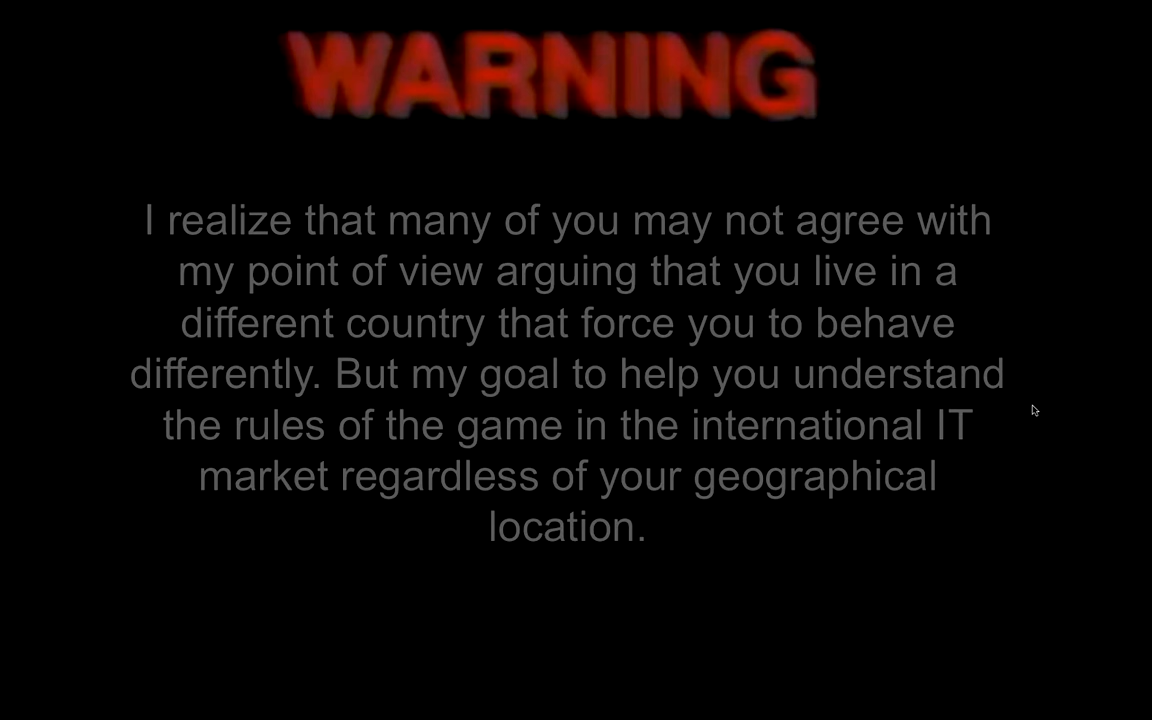 WARNING
I realize that many of you may not agree with
my point of view arguing that you live in a
different country that force you to behave
differently. But my goal to help you understand
the rules of the game in the international IT
market regardless of your geographical
location.